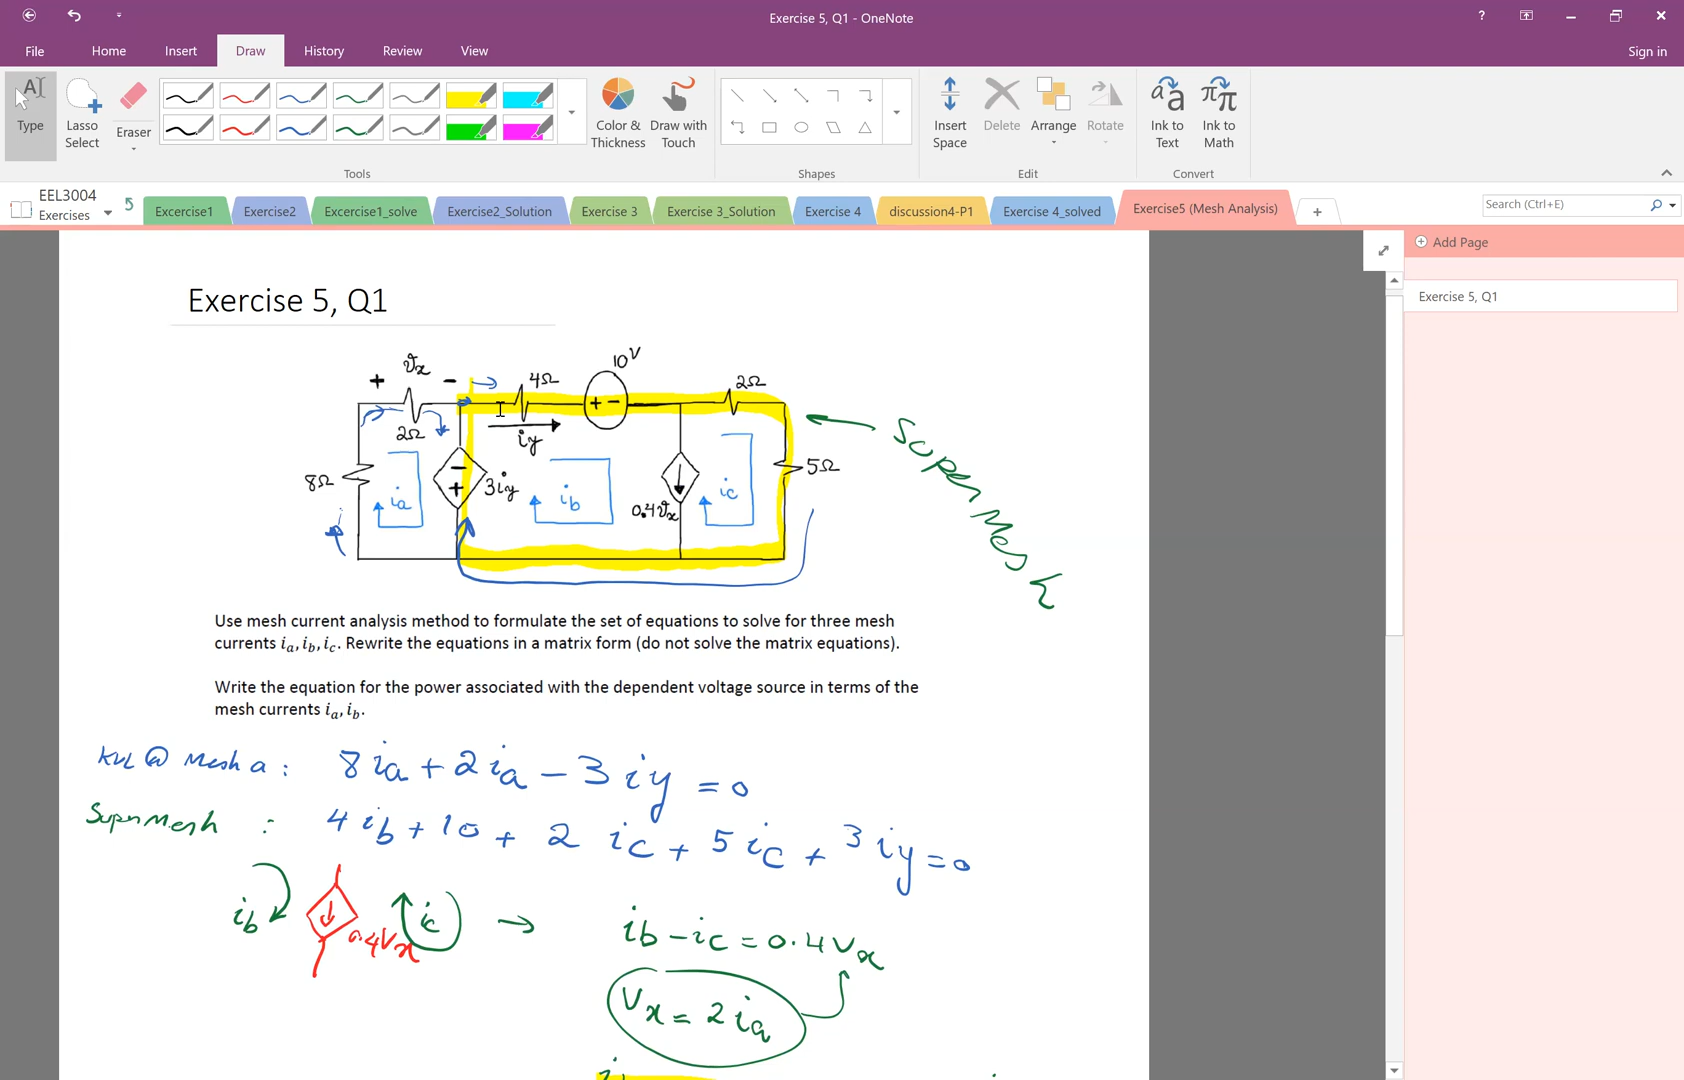 Exercise 5, Q1 - OneNote
?
File Home Insert Draw History Review View
Sign in
Type
Lasso Select
Eraser
Color & Thickness
Draw with Touch
Insert Space
Delete
Arrange
Rotate
Ink to Text
Ink to Math
Tools
Shapes
Edit
Convert
EEL3004
Exercises
Excercise1
Exercise2
Excercise1_solve
Exercise2_Solution
Exercise 3
Exercise 3_Solution
Exercise 4
discussion4-P1
Exercise 4_solved
Exercise5 (Mesh Analysis)
+
Search (Ctrl+E)
Add Page
Exercise 5, Q1
Exercise 5, Q1
+ vx -
4Ω
10V
2Ω
+ -
2Ω
iy
8Ω
ia
-
+
3iy
ib
0.4vx
ic
5Ω
i
SuperMesh
Use mesh current analysis method to formulate the set of equations to solve for three mesh
currents ia, ib, ic. Rewrite the equations in a matrix form (do not solve the matrix equations).
Write the equation for the power associated with the dependent voltage source in terms of the
mesh currents ia, ib.
KVL @ Mesh a : 8ia + 2ia - 3iy = 0
SuperMesh : 4ib + 10 + 2ic + 5ic + 3iy = 0
ib 0.4Vx ic → ib - ic = 0.4Vx
Vx = 2ia